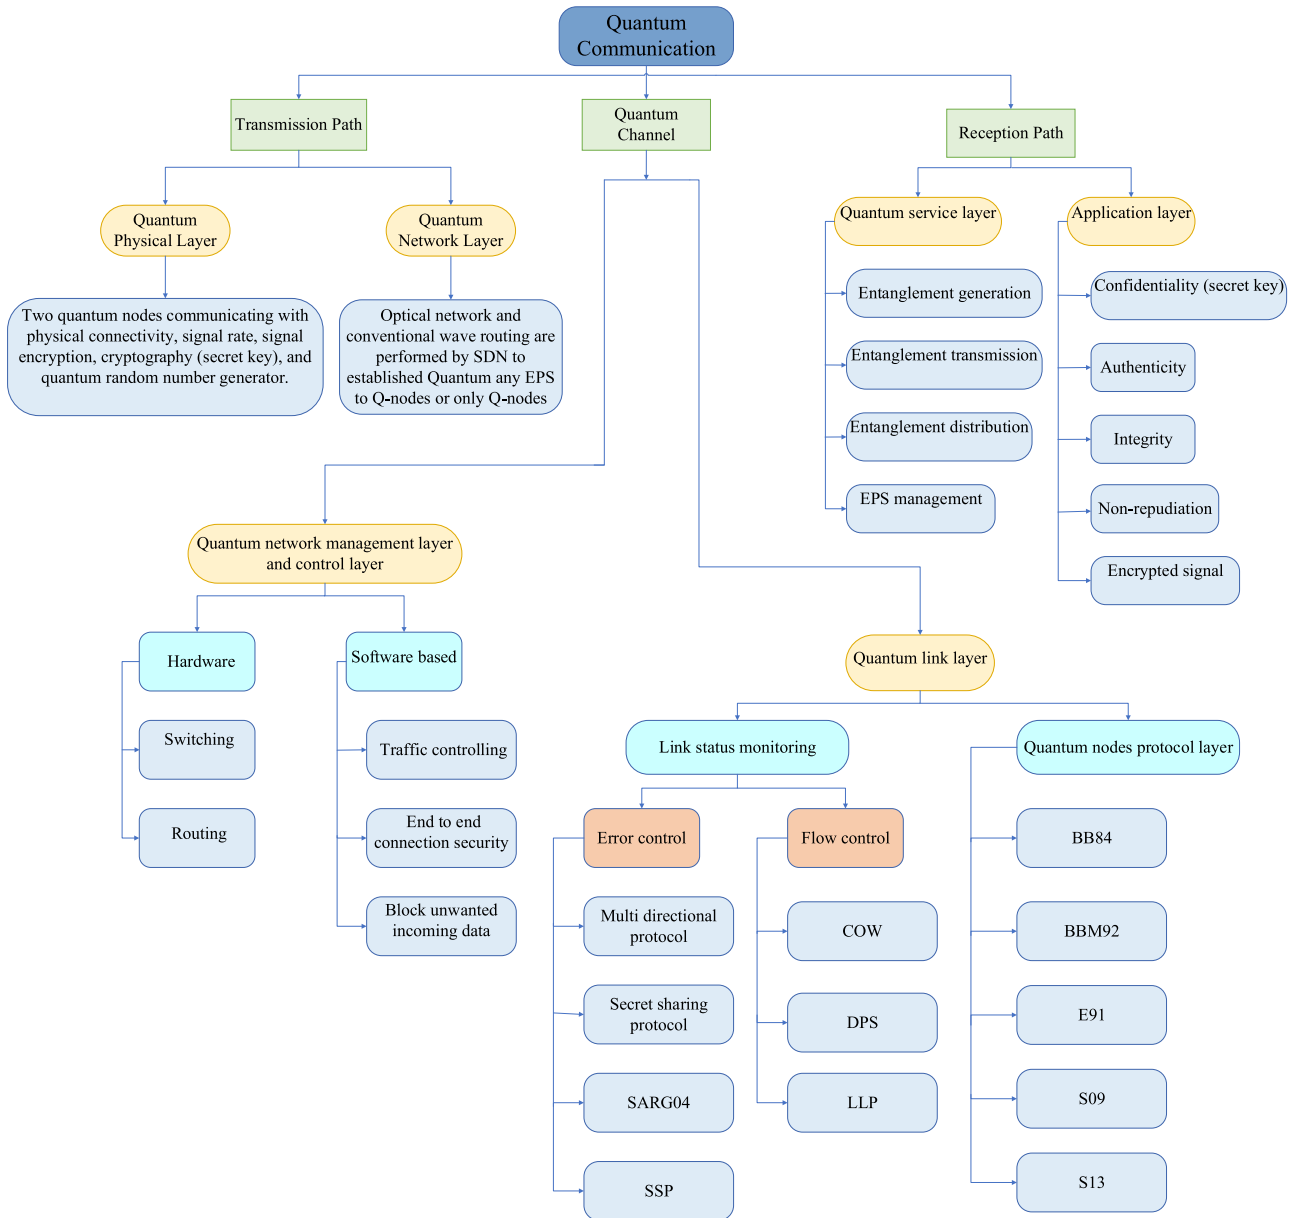 Quantum
Communication
Transmission Path
Quantum
Channel
Reception Path
Quantum
Physical Layer
Quantum
Network Layer
Quantum service layer
Application layer
Two quantum nodes communicating with
physical connectivity, signal rate, signal
encryption, cryptography (secret key), and
quantum random number generator.
Optical network and
conventional wave routing are
performed by SDN to
established Quantum any EPS
to Q-nodes or only Q-nodes
Entanglement generation
Entanglement transmission
Entanglement distribution
EPS management
Confidentiality (secret key)
Authenticity
Integrity
Non-repudiation
Encrypted signal
Quantum network management layer
and control layer
Hardware
Switching
Routing
Software based
Traffic controlling
End to end
connection security
Block unwanted
incoming data
Quantum link layer
Link status monitoring
Quantum nodes protocol layer
Error control
Multi directional
protocol
Secret sharing
protocol
SARG04
SSP
Flow control
COW
DPS
LLP
BB84
BBM92
E91
S09
S13